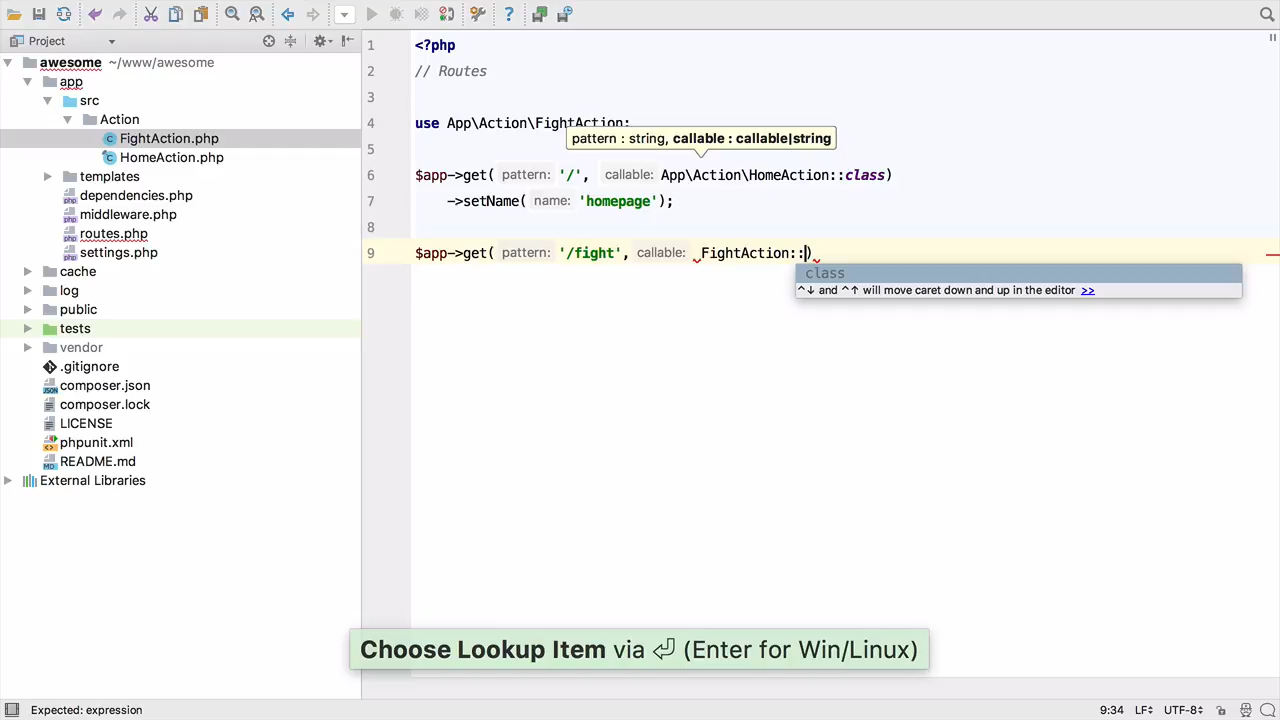 Project
awesome ~/www/awesome
app
src
Action
FightAction.php
HomeAction.php
templates
dependencies.php
middleware.php
routes.php
settings.php
cache
log
public
tests
vendor
.gitignore
composer.json
composer.lock
LICENSE
phpunit.xml
README.md
External Libraries
1 <?php
2 // Routes
3
4 use App\Action\FightAction;
pattern : string, callable : callable|string
5
6 $app->get( pattern: '/', callable: App\Action\HomeAction::class)
7 ->setName( name: 'homepage');
8
9 $app->get( pattern: '/fight', callable: FightAction::)
class
^↓ and ^↑ will move caret down and up in the editor >>
Choose Lookup Item via ⏎ (Enter for Win/Linux)
Expected: expression
9:34 LF UTF-8